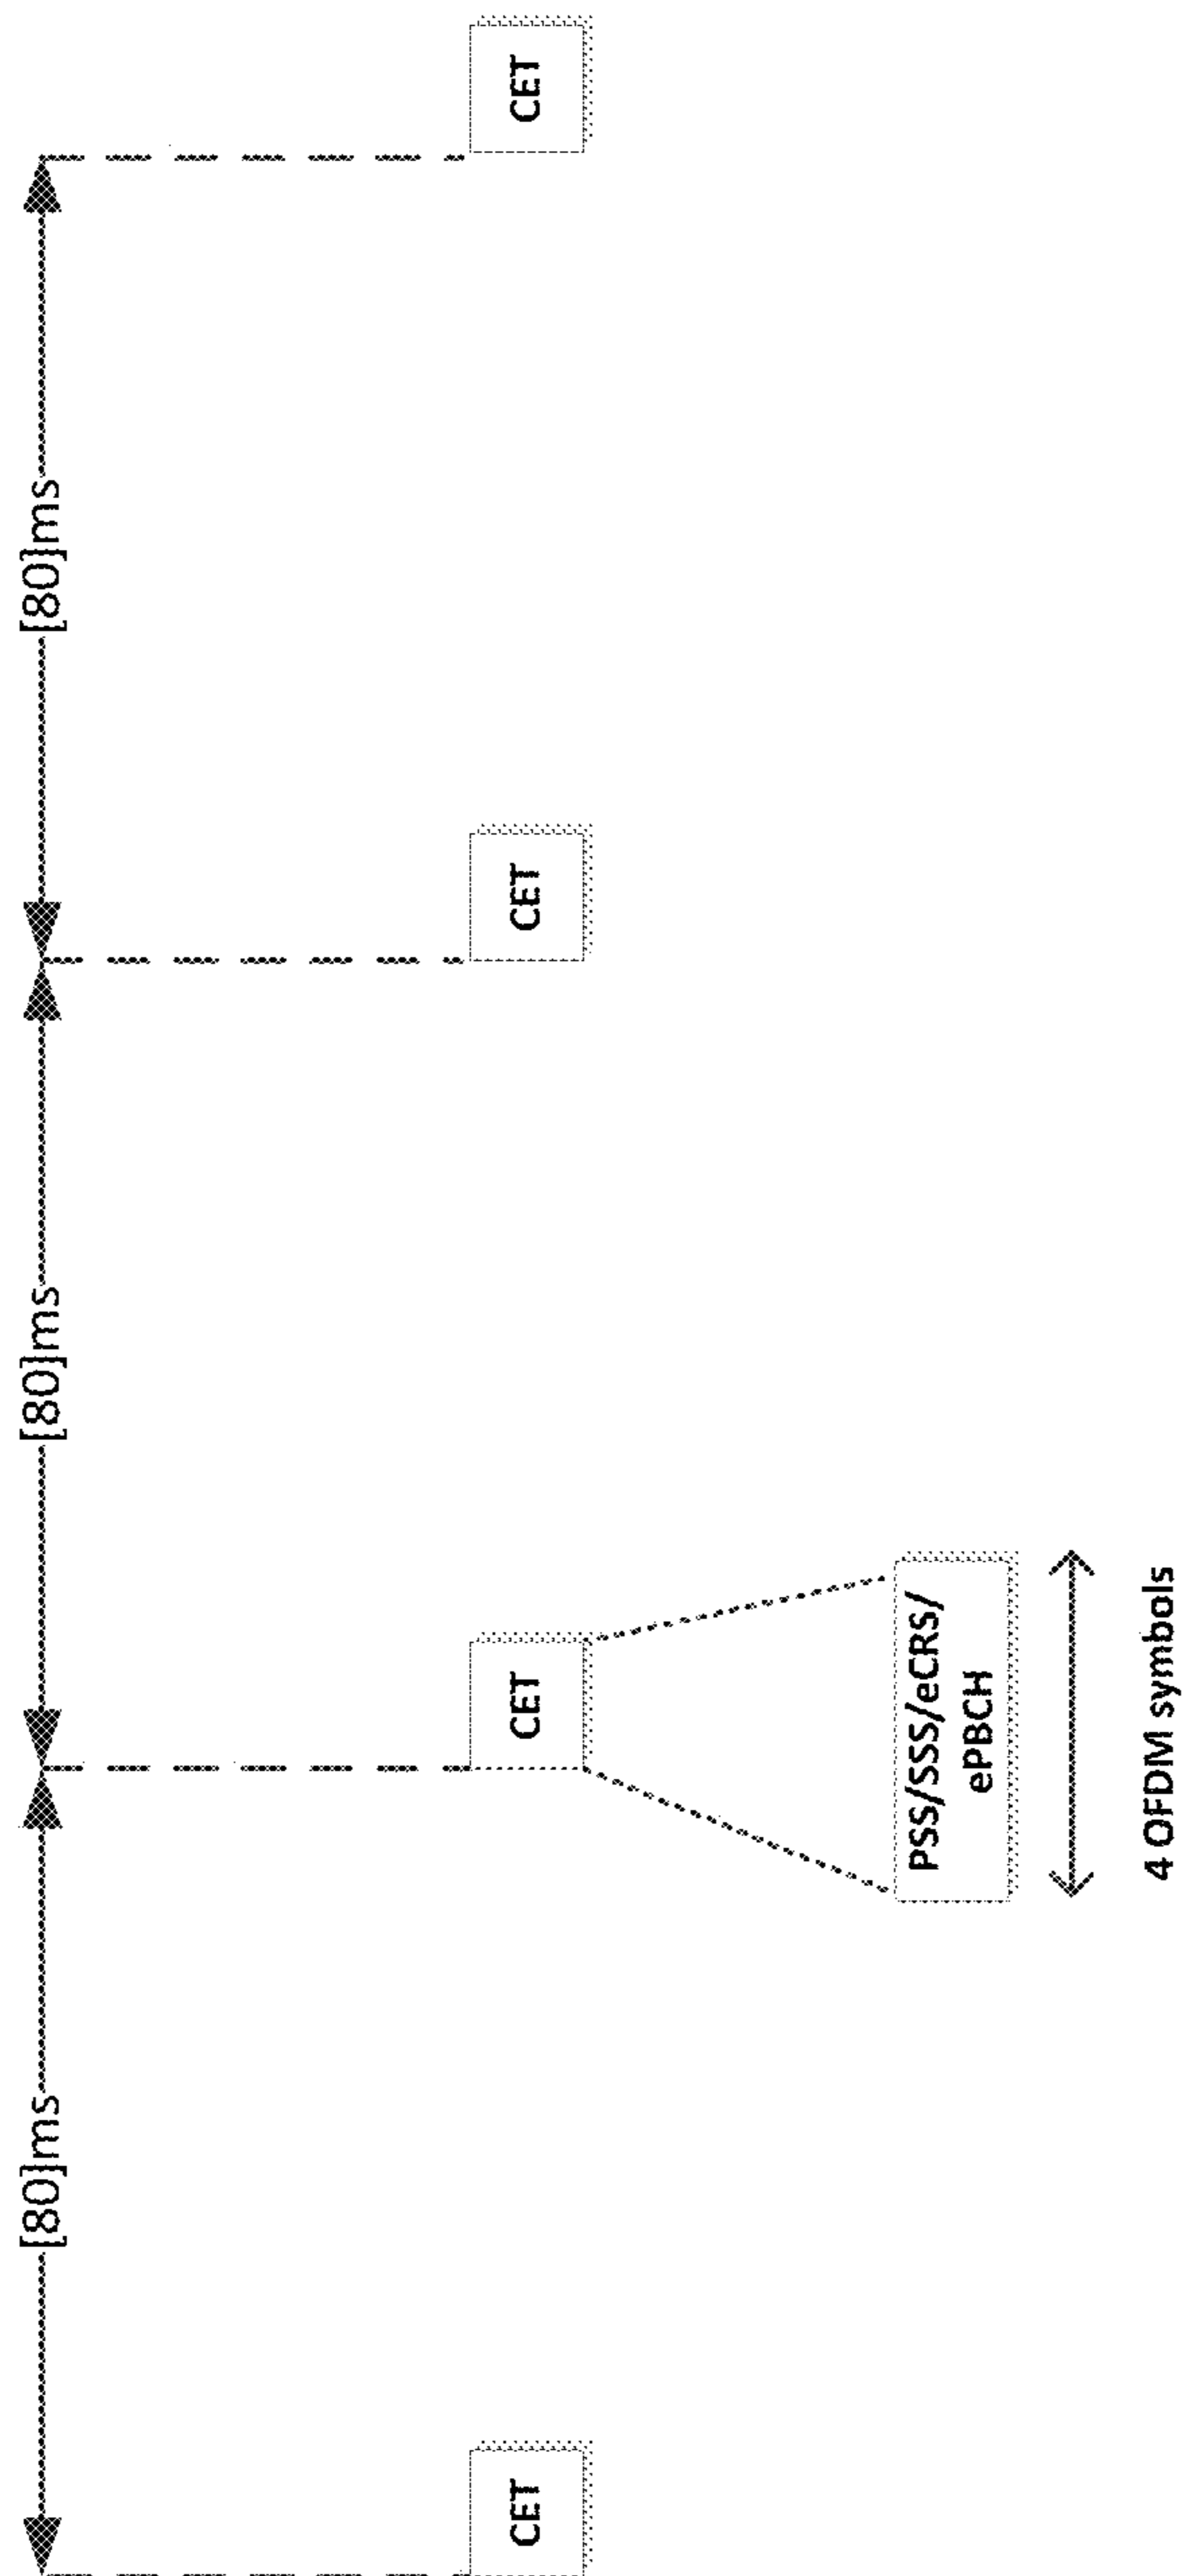 [80]ms
[80]ms
[80]ms
CET
CET
CET
CET
PSS/SSS/eCRS/
ePBCH
4 OFDM symbols